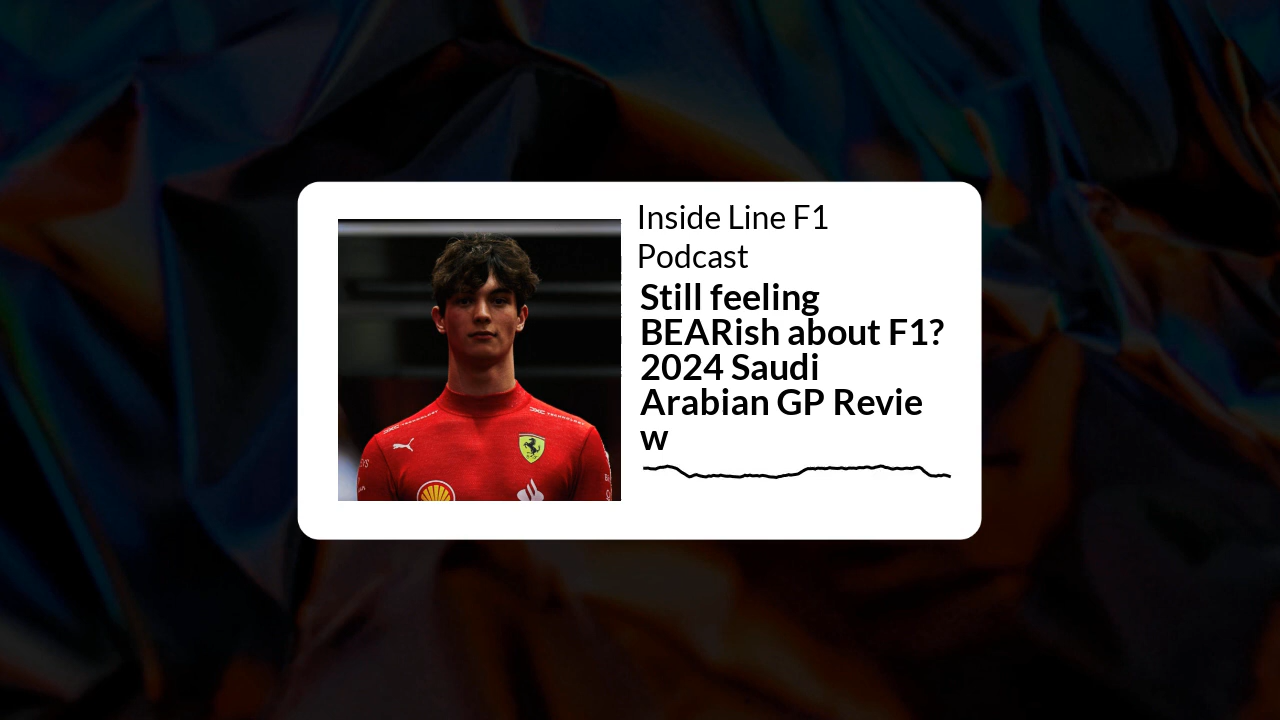 Inside Line F1
Podcast
Still feeling
BEARish about F1?
2024 Saudi
Arabian GP Revie
w